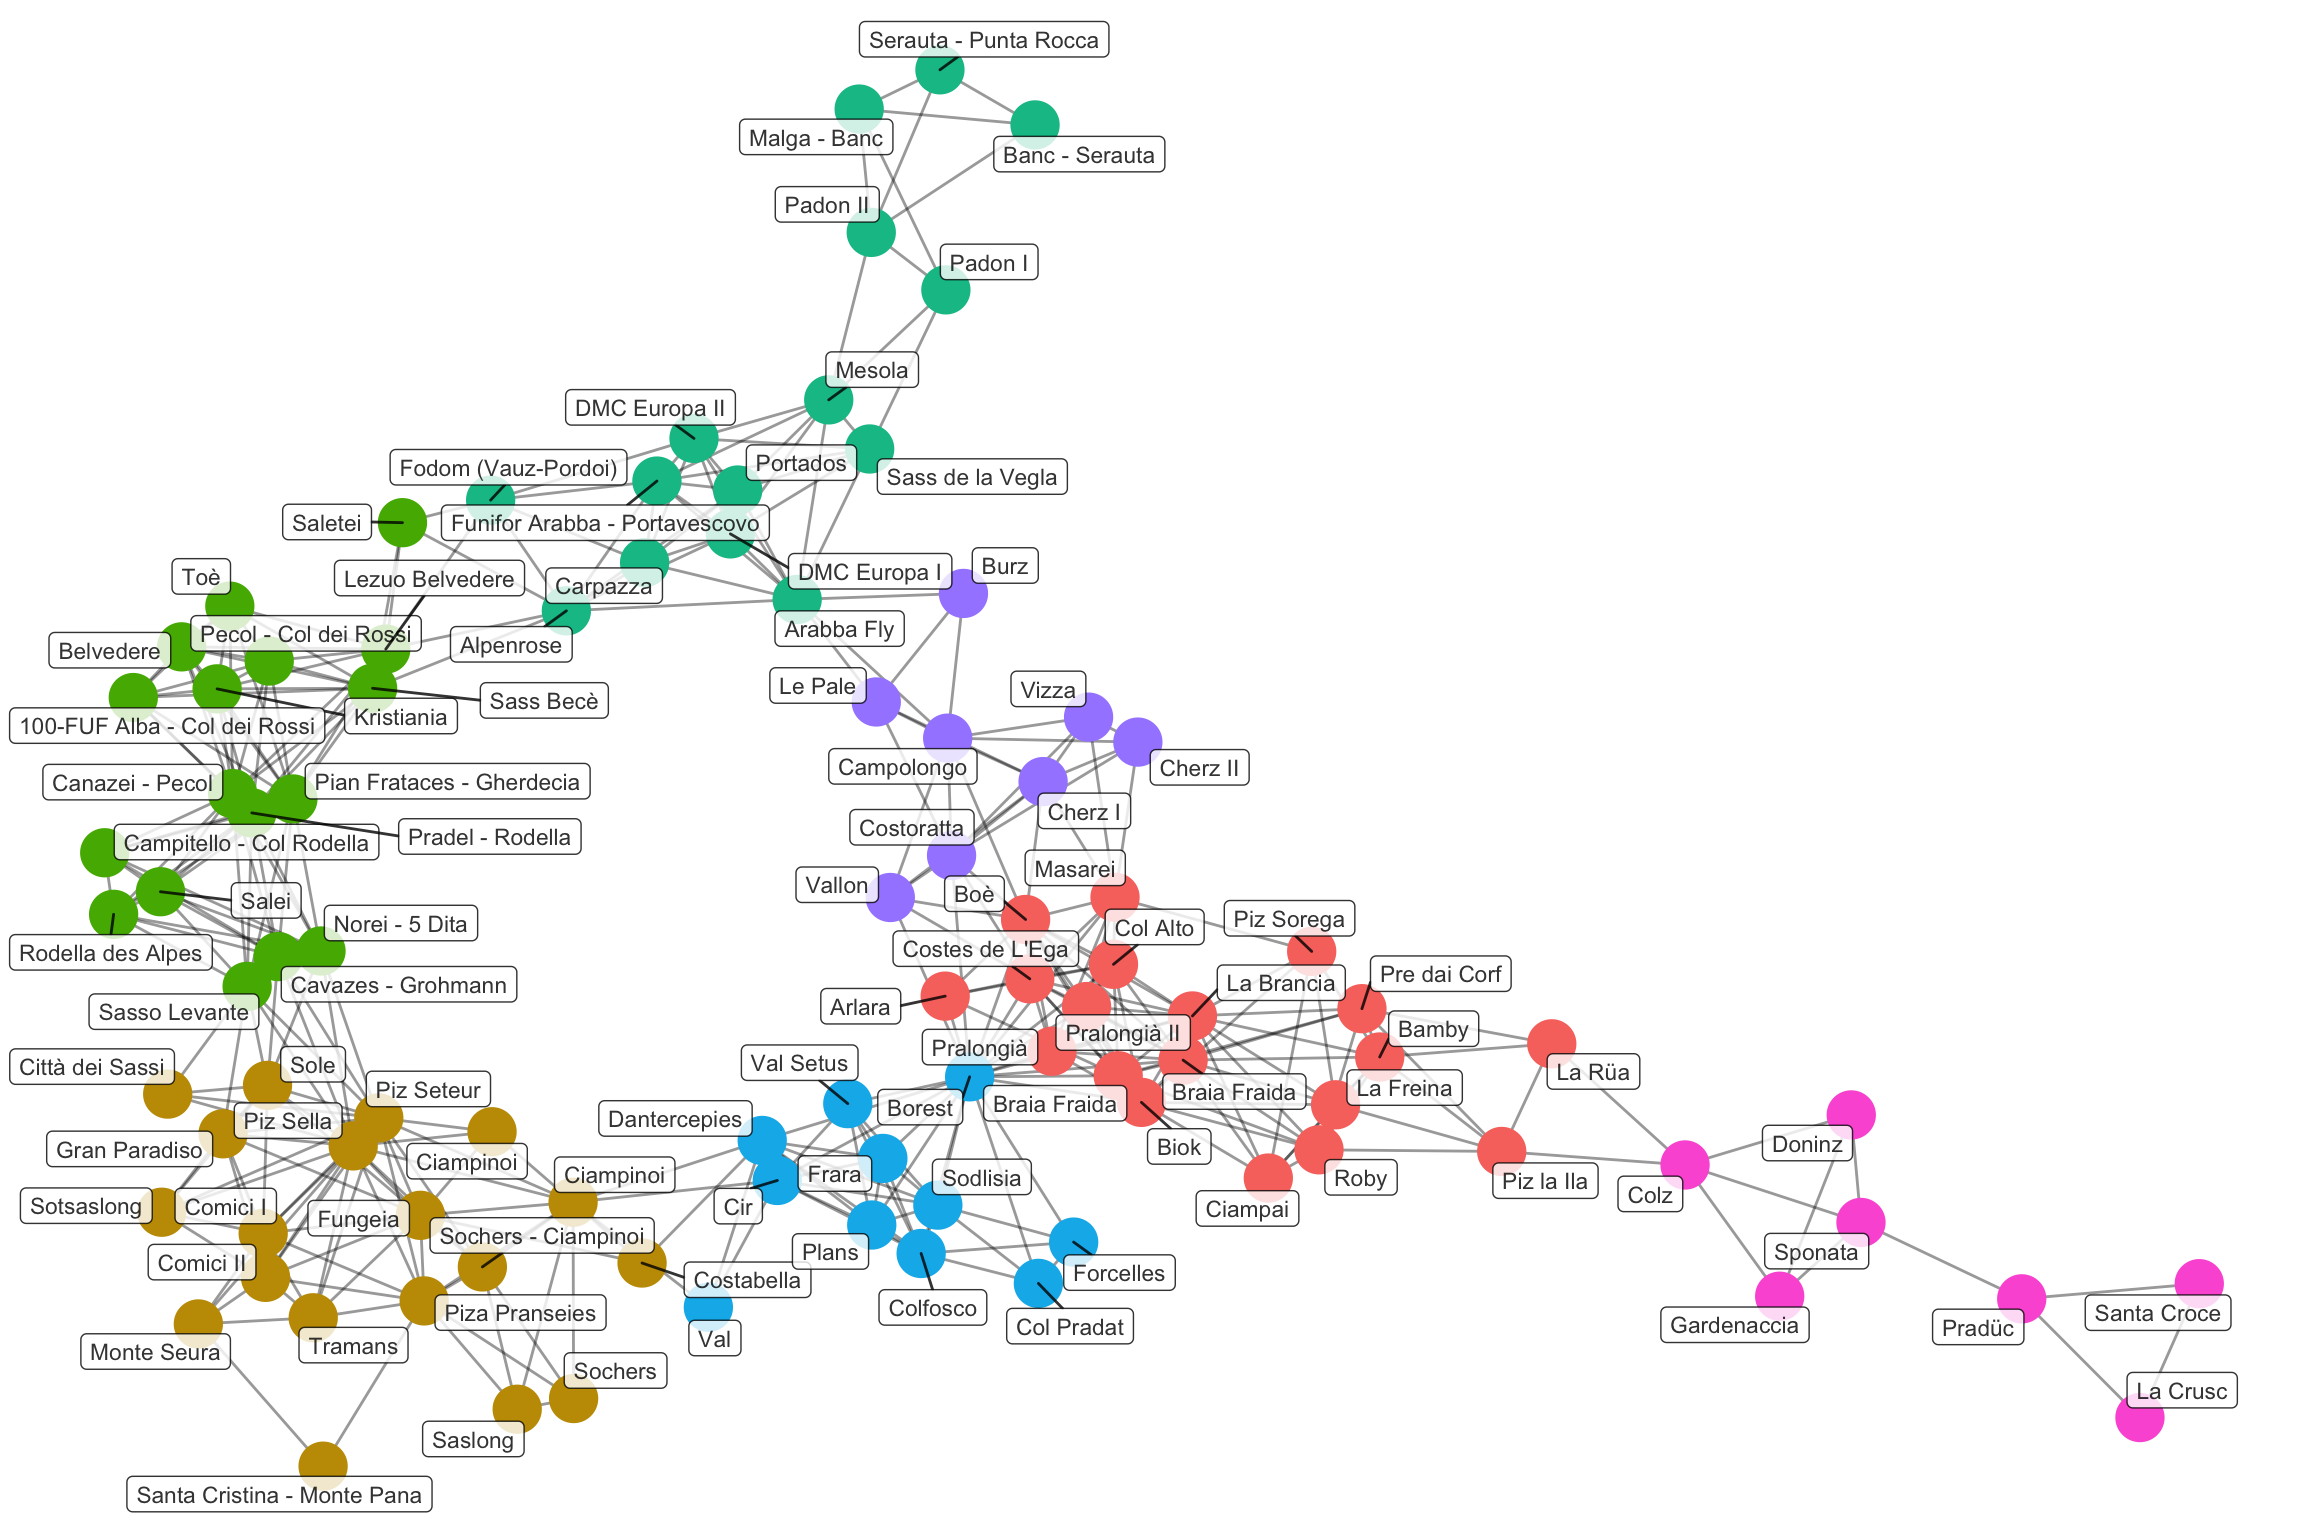 Serauta - Punta Rocca
Malga - Banc
Banc - Serauta
Padon II
Padon I
Mesola
DMC Europa II
Fodom (Vauz-Pordoi)
Portados
Sass de la Vegla
Saletei
Funifor Arabba - Portavescovo
Toè
Lezuo Belvedere
Carpazza
DMC Europa I
Burz
Pecol - Col dei Rossi
Belvedere
Alpenrose
Arabba Fly
Le Pale
Vizza
Sass Becè
Kristiania
100-FUF Alba - Col dei Rossi
Campolongo
Cherz II
Canazei - Pecol
Pian Frataces - Gherdecia
Cherz I
Costoratta
Pradel - Rodella
Campitello - Col Rodella
Masarei
Vallon
Boè
Salei
Norei - 5 Dita
Piz Sorega
Col Alto
Costes de L'Ega
Rodella des Alpes
Cavazes - Grohmann
Pre dai Corf
La Brancia
Arlara
Sasso Levante
Bamby
Pralongià II
Pralongià
Val Setus
Città dei Sassi
Sole
La Rüa
Piz Seteur
La Freina
Braia Fraida
Braia Fraida
Borest
Dantercepies
Piz Sella
Gran Paradiso
Biok
Doninz
Ciampinoi
Ciampinoi
Frara
Sodlisia
Roby
Piz la Ila
Colz
Sotsaslong
Comici I
Cir
Ciampai
Fungeia
Sochers - Ciampinoi
Plans
Sponata
Comici II
Costabella
Forcelles
Colfosco
Piza Pranseies
Santa Croce
Col Pradat
Gardenaccia
Pradüc
Val
Tramans
Monte Seura
Sochers
La Crusc
Saslong
Santa Cristina - Monte Pana